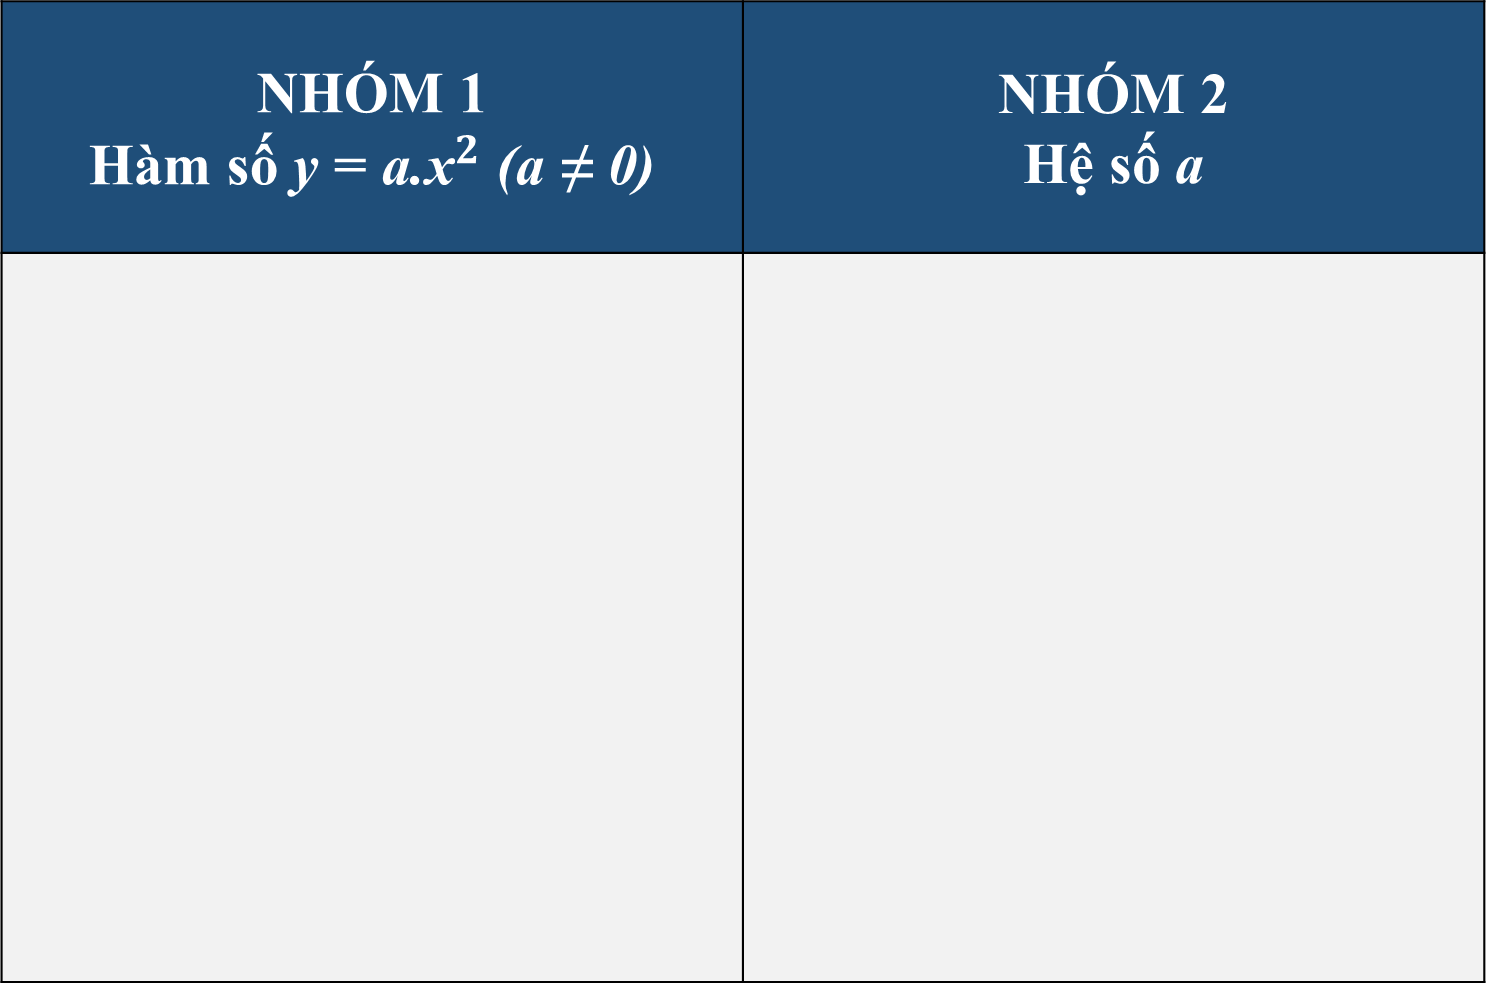 NHÓM 1
Hàm số y = a.x² (a ≠ 0)
NHÓM 2
Hệ số a